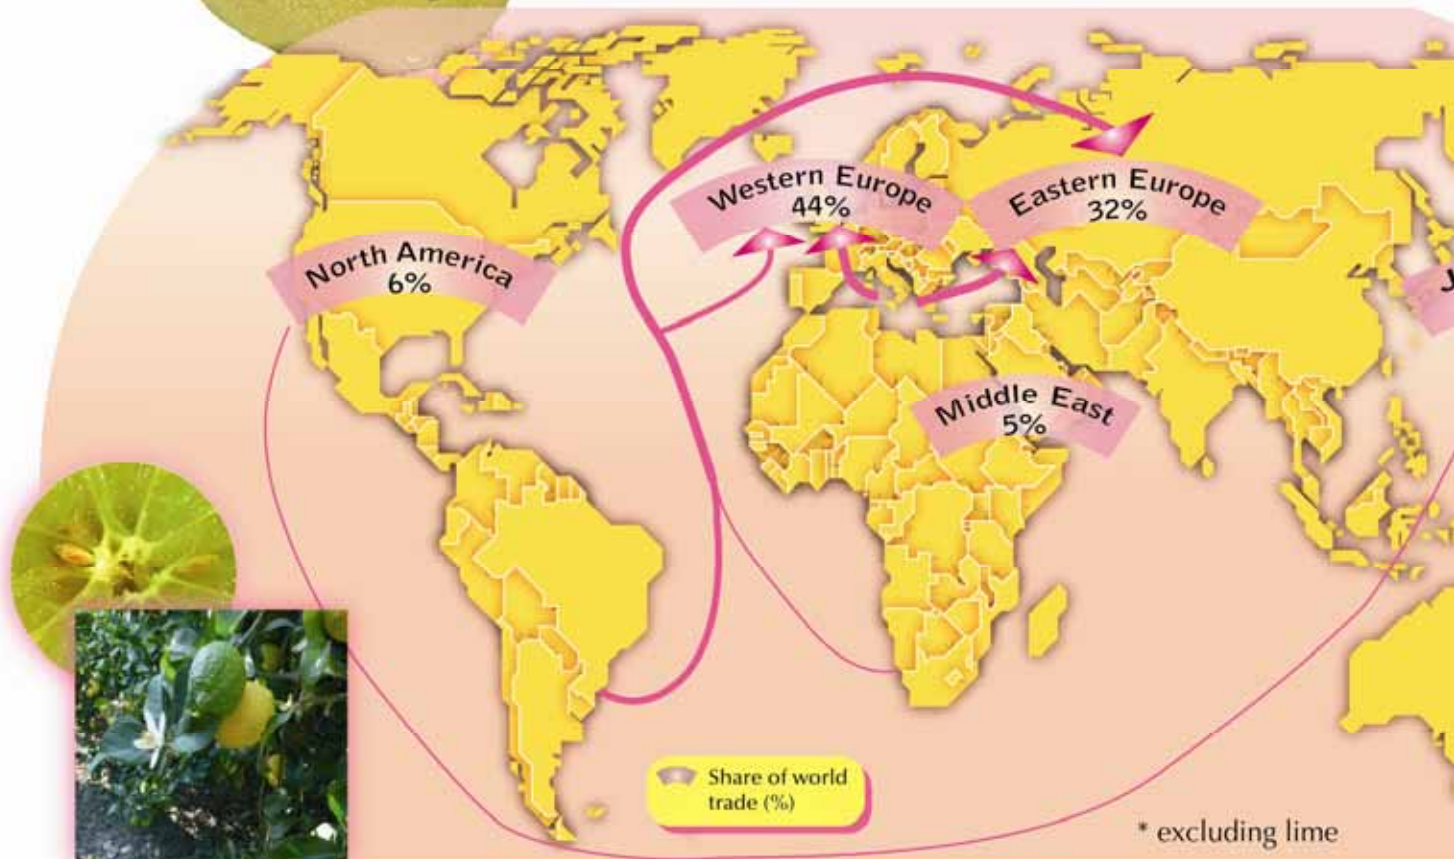 Western Europe
44%
Eastern Europe
32%
North America
6%
Middle East
5%
Share of world
trade (%)
* excluding lime